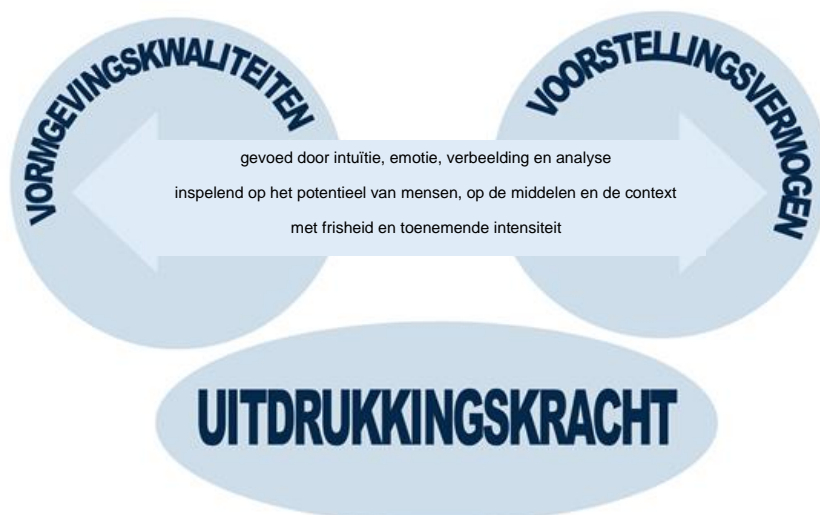 VORMGEVINGSKWALITEITEN
VOORSTELLINGSVERMOGEN
gevoed door intuïtie, emotie, verbeelding en analyse
inspelend op het potentieel van mensen, op de middelen en de context
met frisheid en toenemende intensiteit
UITDRUKKINGSKRACHT